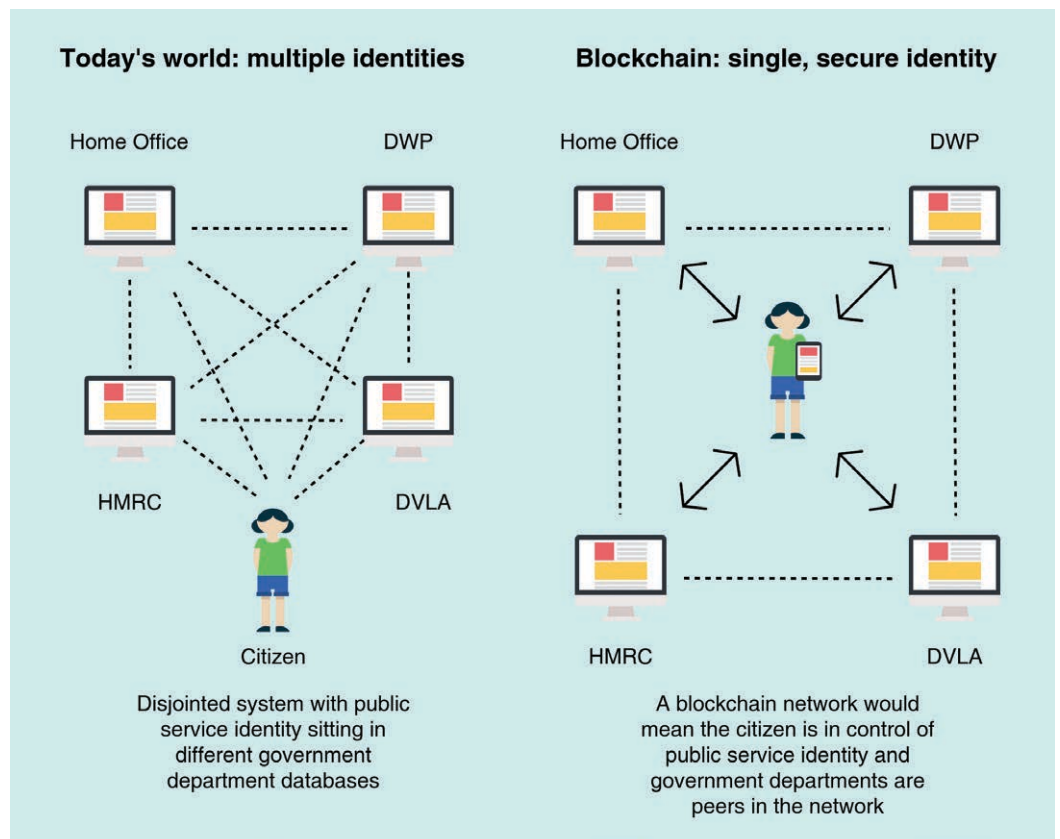 Today's world: multiple identities
Home Office
DWP
HMRC
DVLA
Citizen
Disjointed system with public
service identity sitting in
different government
department databases
Blockchain: single, secure identity
Home Office
DWP
HMRC
DVLA
A blockchain network would
mean the citizen is in control of
public service identity and
government departments are
peers in the network